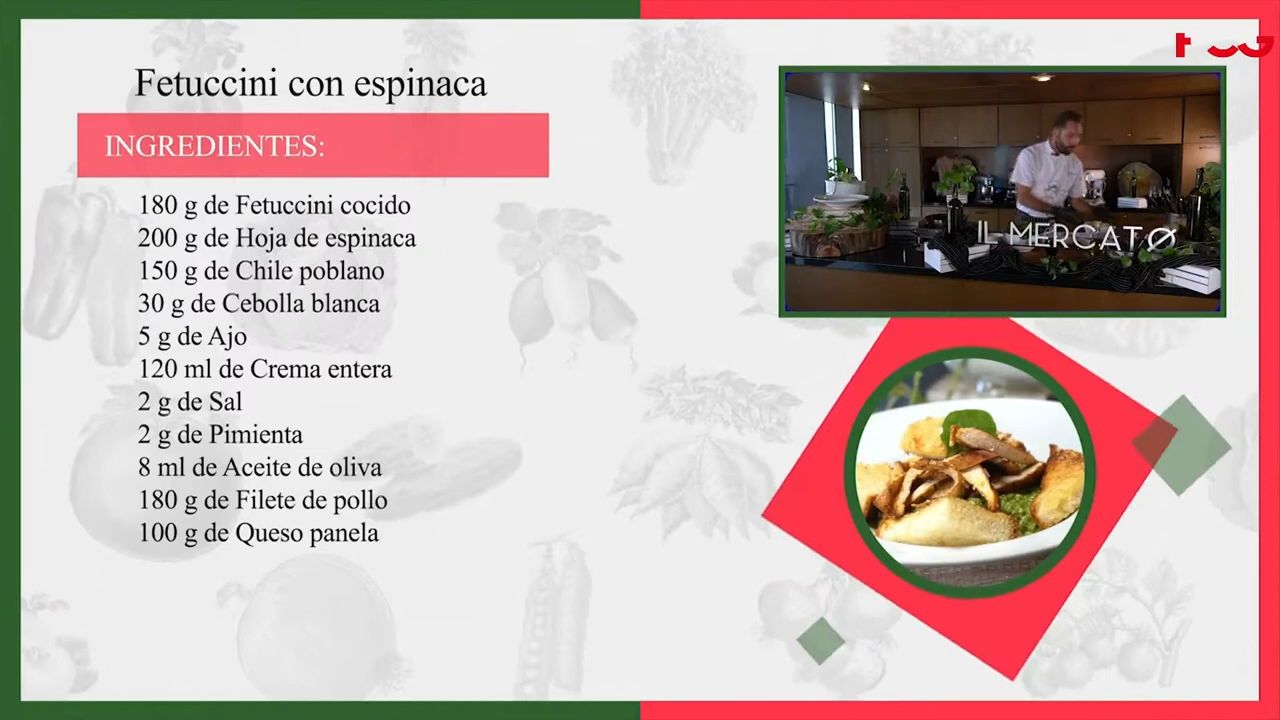 Fetuccini con espinaca
INGREDIENTES:
180 g de Fetuccini cocido
200 g de Hoja de espinaca
150 g de Chile poblano
30 g de Cebolla blanca
5 g de Ajo
120 ml de Crema entera
2 g de Sal
2 g de Pimienta
8 ml de Aceite de oliva
180 g de Filete de pollo
100 g de Queso panela
IL MERCATO